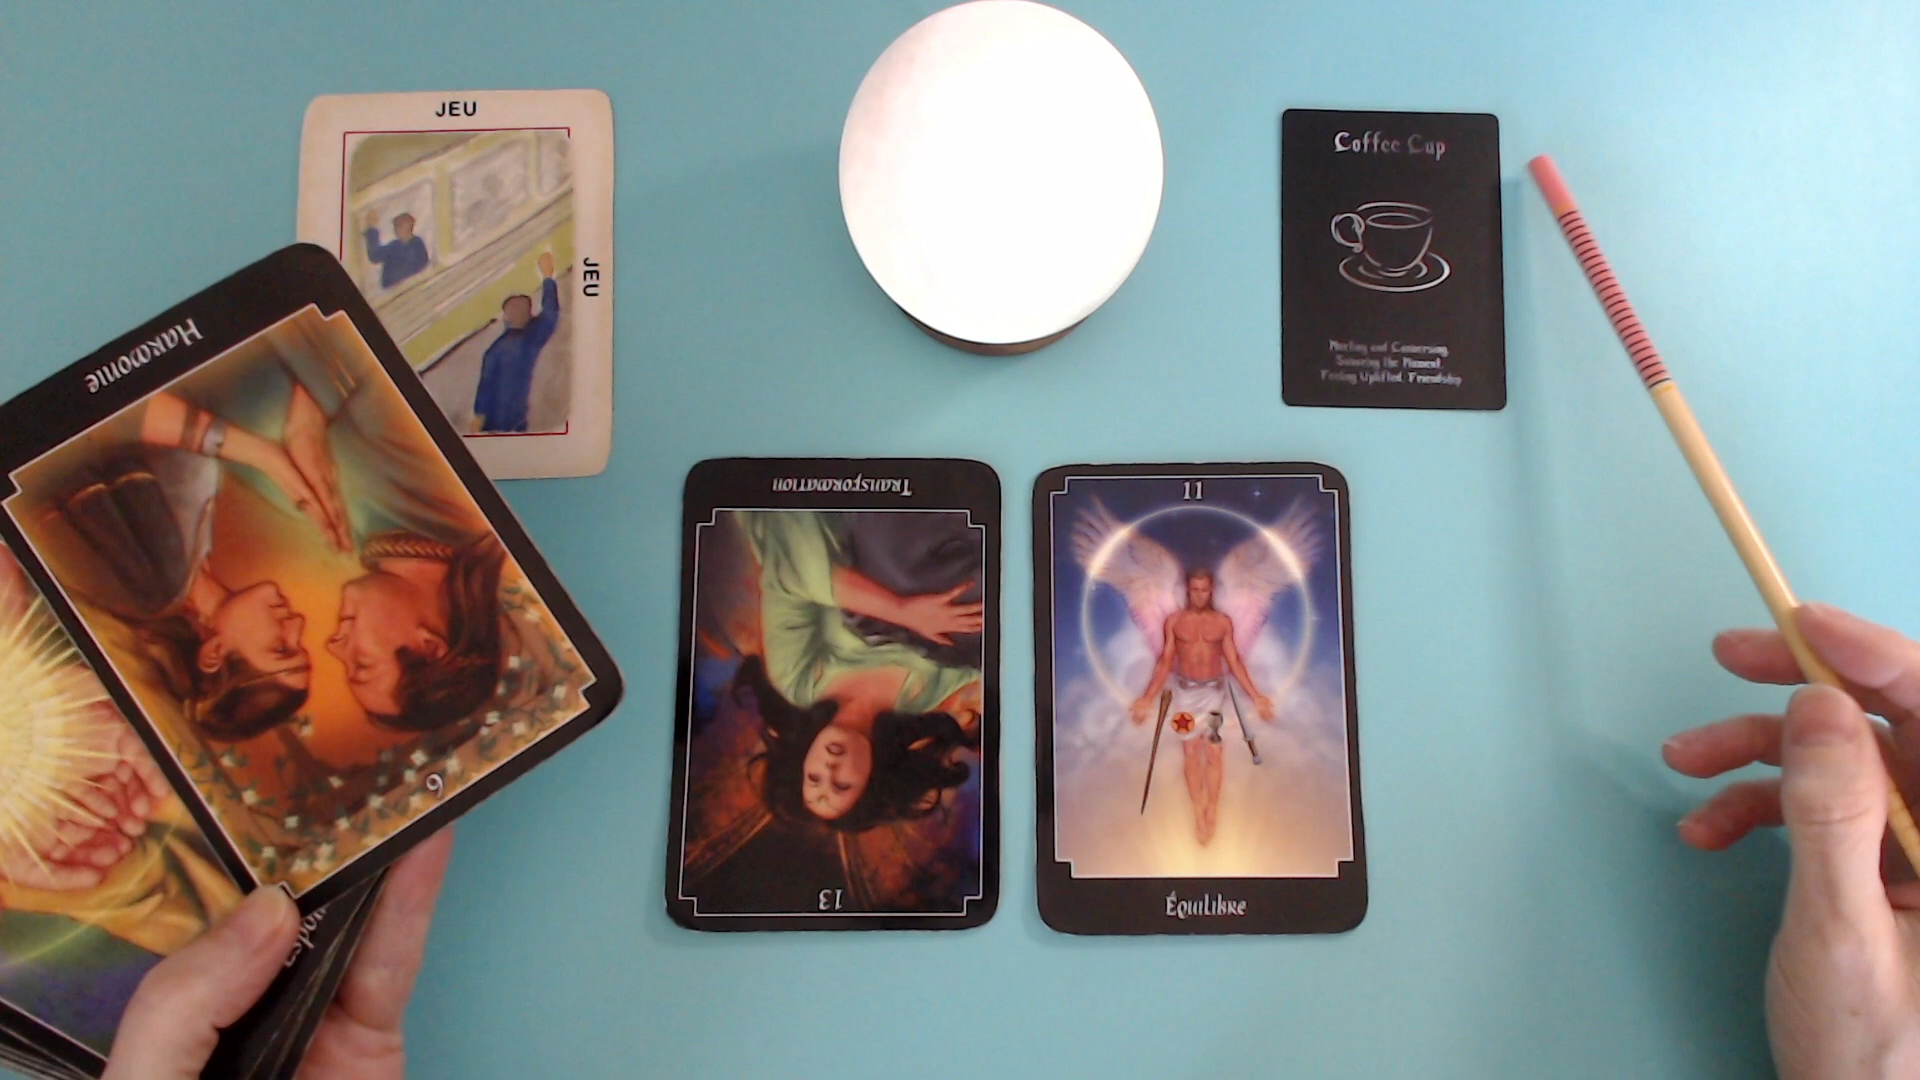 JEU
JEU
Coffee Cup
Meeting and Conversing,
Savoring the Moment,
Feeling Uplifted, Friendship
Harmonie
6
Transformation
13
11
Équilibre